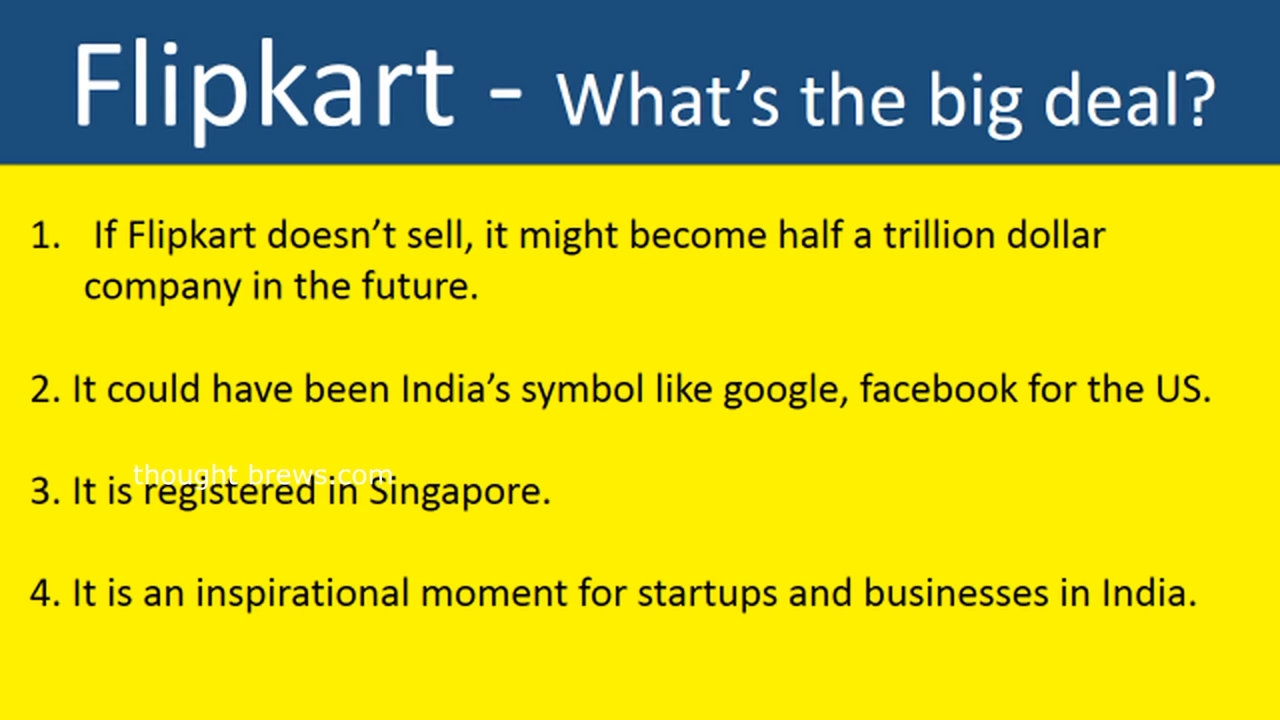 Flipkart - What's the big deal?
1. If Flipkart doesn't sell, it might become half a trillion dollar
company in the future.
2. It could have been India's symbol like google, facebook for the US.
thought brews.com
3. It is registered in Singapore.
4. It is an inspirational moment for startups and businesses in India.